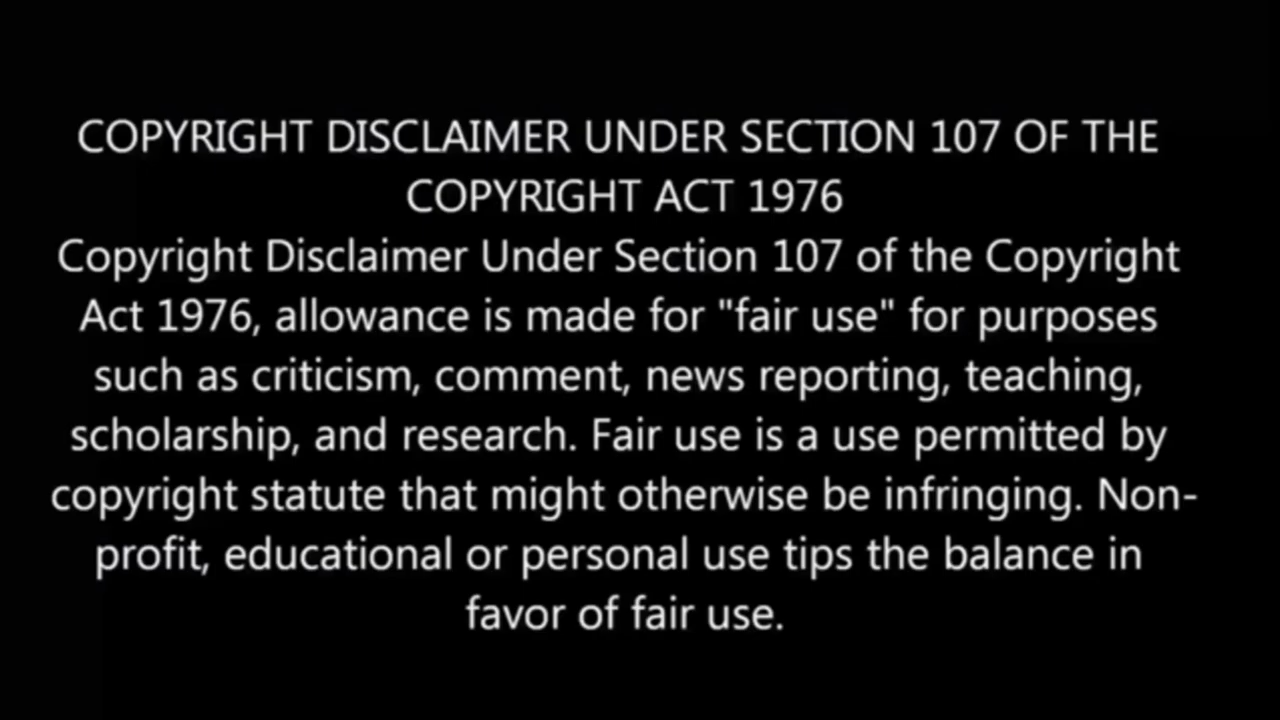 COPYRIGHT DISCLAIMER UNDER SECTION 107 OF THE
COPYRIGHT ACT 1976
Copyright Disclaimer Under Section 107 of the Copyright
Act 1976, allowance is made for "fair use" for purposes
such as criticism, comment, news reporting, teaching,
scholarship, and research. Fair use is a use permitted by
copyright statute that might otherwise be infringing. Non-
profit, educational or personal use tips the balance in
favor of fair use.